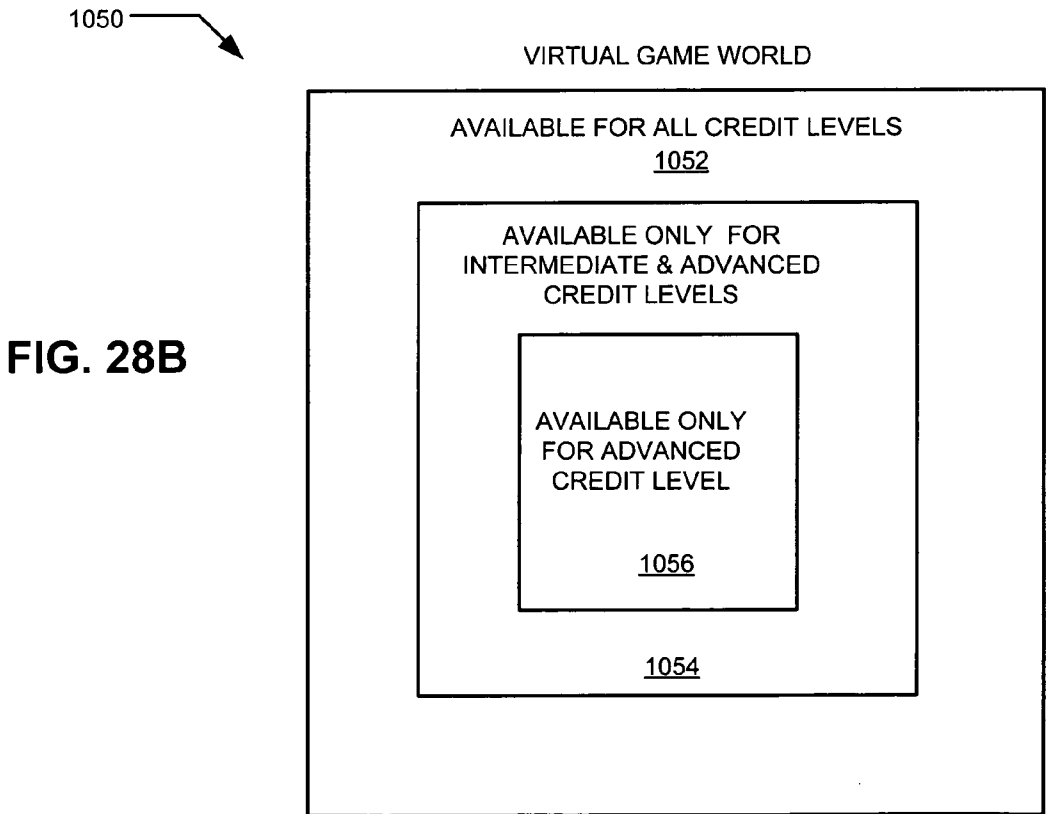 1050
VIRTUAL GAME WORLD
AVAILABLE FOR ALL CREDIT LEVELS
1052
AVAILABLE ONLY FOR
INTERMEDIATE & ADVANCED
CREDIT LEVELS
FIG. 28B
AVAILABLE ONLY
FOR ADVANCED
CREDIT LEVEL
1056
1054